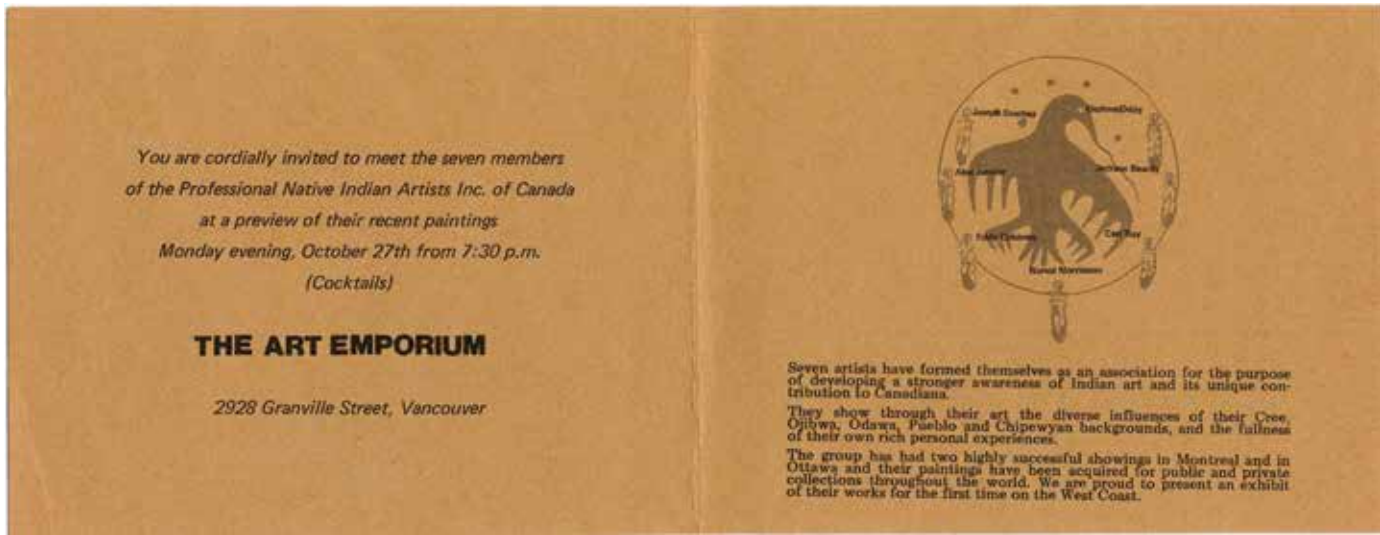 You are cordially invited to meet the seven members
of the Professional Native Indian Artists Inc. of Canada
at a preview of their recent paintings
Monday evening, October 27th from 7:30 p.m.
(Cocktails)
THE ART EMPORIUM
2928 Granville Street, Vancouver
Joseph Sanchez
Daphne Odjig
Alex Janvier
Jackson Beardy
Eddy Cobiness
Carl Ray
Norval Morrisseau
Seven artists have formed themselves as an association for the purpose
of developing a stronger awareness of Indian art and its unique con-
tribution to Canadiana.
They show through their art the diverse influences of their Cree,
Ojibwa, Odawa, Pueblo and Chipewyan backgrounds, and the fullness
of their own rich personal experiences.
The group has had two highly successful showings in Montreal and in
Ottawa and their paintings have been acquired for public and private
collections throughout the world. We are proud to present an exhibit
of their works for the first time on the West Coast.